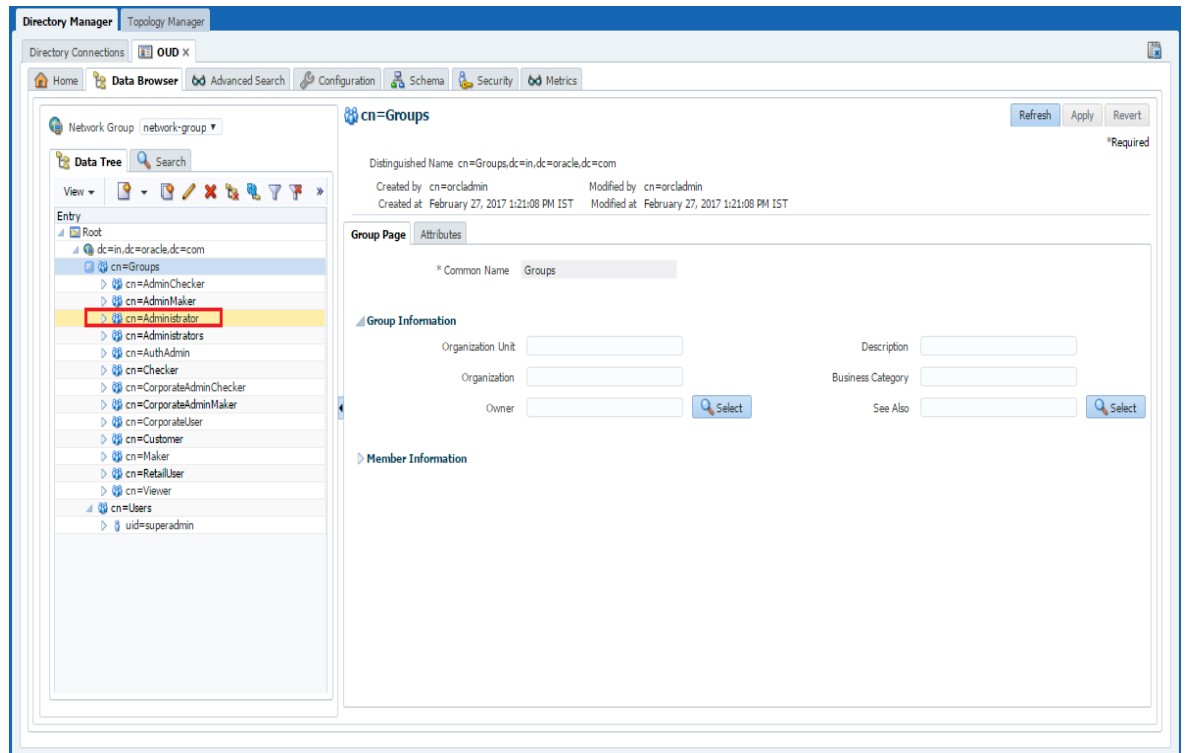 Directory Manager Topology Manager
Directory Connections OUD ×
Home Data Browser Advanced Search Configuration Schema Security Metrics
Network Group network-group
Data Tree Search
View »
Entry
Root
dc=in,dc=oracle,dc=com
cn=Groups
cn=AdminChecker
cn=AdminMaker
cn=Administrator
cn=Administrators
cn=AuthAdmin
cn=Checker
cn=CorporateAdminChecker
cn=CorporateAdminMaker
cn=CorporateUser
cn=Customer
cn=Maker
cn=RetailUser
cn=Viewer
cn=Users
uid=superadmin
cn=Groups
Refresh Apply Revert
*Required
Distinguished Name cn=Groups,dc=in,dc=oracle,dc=com
Created by cn=orcladmin Modified by cn=orcladmin
Created at February 27, 2017 1:21:08 PM IST Modified at February 27, 2017 1:21:08 PM IST
Group Page Attributes
* Common Name Groups
Group Information
Organization Unit Description
Organization Business Category
Owner Select See Also Select
Member Information